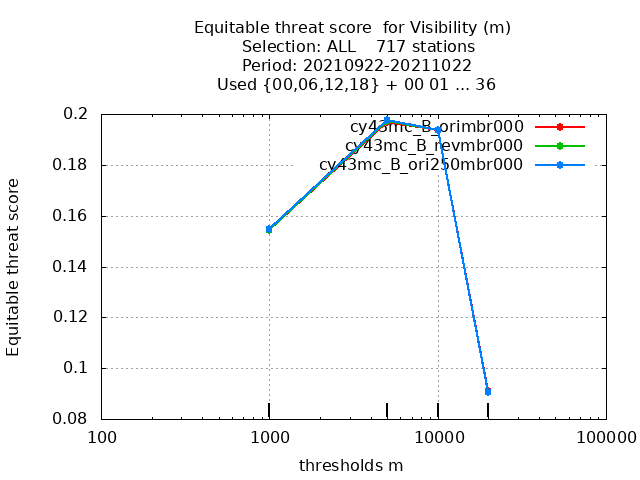 Equitable threat score  for Visibility (m)
Selection: ALL    717 stations
Period: 20210922-20211022
Used {00,06,12,18} + 00 01 ... 36
cy43mc_B_orimbr000
cy43mc_B_revmbr000
cy43mc_B_ori250mbr000
Equitable threat score
0.2
0.18
0.16
0.14
0.12
0.1
0.08
100 1000 10000 100000
thresholds m